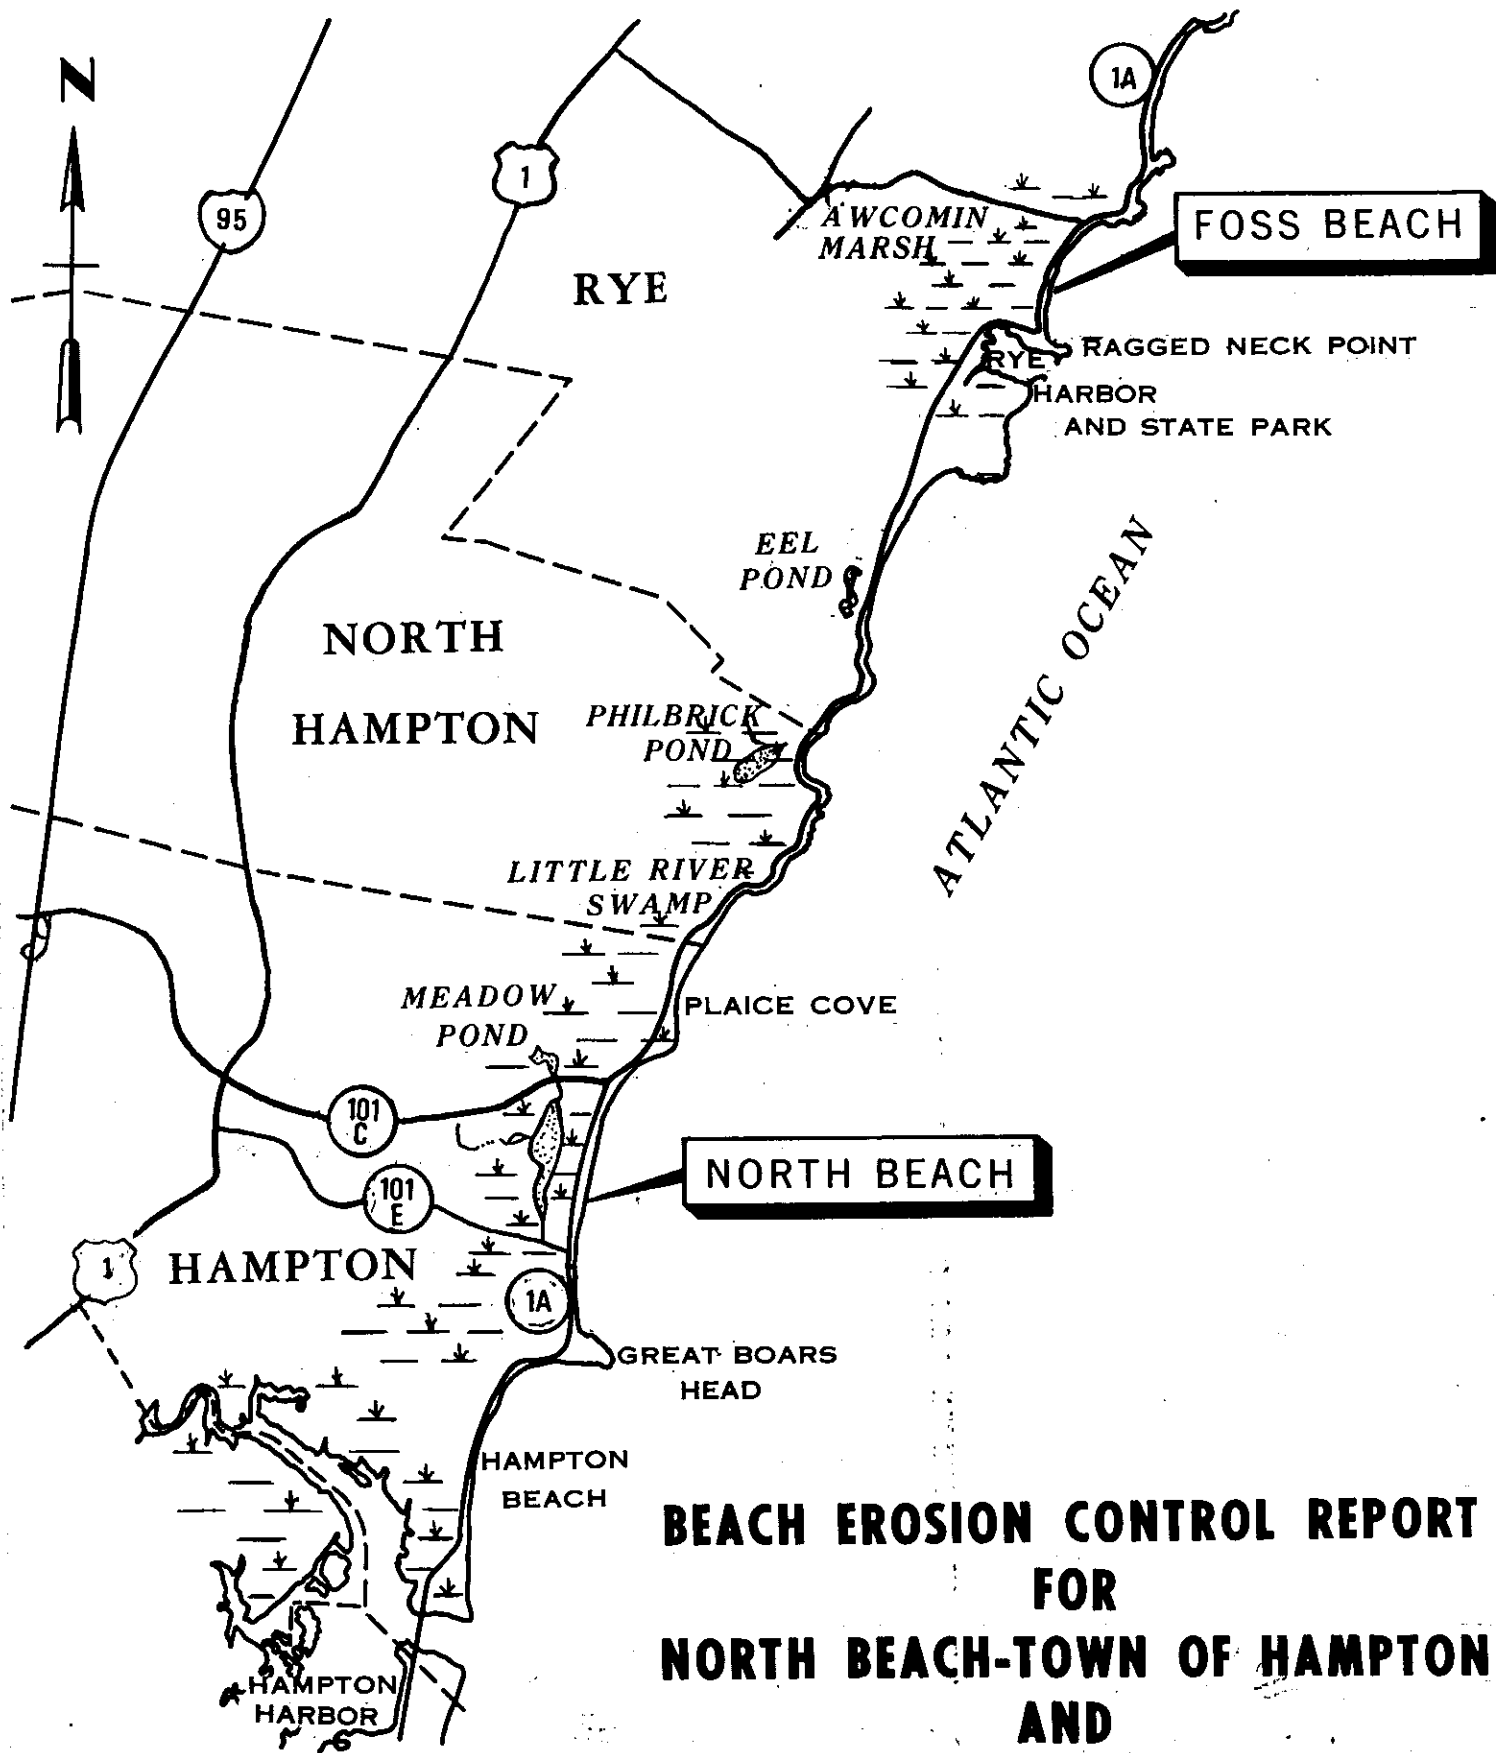 N
1A
1
95
AWCOMIN
MARSH
FOSS BEACH
RYE
RAGGED NECK POINT
RYE
HARBOR
AND STATE PARK
EEL
POND
ATLANTIC OCEAN
NORTH
HAMPTON
PHILBRICK
POND
LITTLE RIVER
SWAMP
MEADOW
POND
PLAICE COVE
101
C
NORTH BEACH
101
E
1
HAMPTON
1A
GREAT BOARS
HEAD
HAMPTON
BEACH
HAMPTON
HARBOR
BEACH EROSION CONTROL REPORT
FOR
NORTH BEACH-TOWN OF HAMPTON
AND